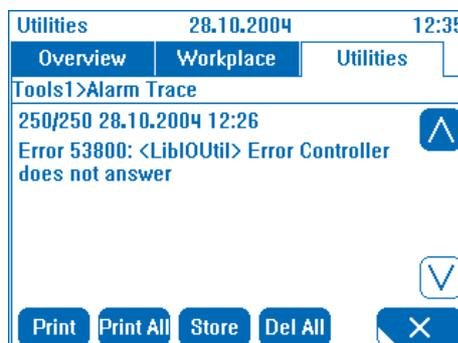 Utilities 28.10.2004 12:35
Overview Workplace Utilities
Tools1>Alarm Trace
250/250 28.10.2004 12:26
Error 53800: <LibIOUtil> Error Controller
does not answer
Print Print All Store Del All